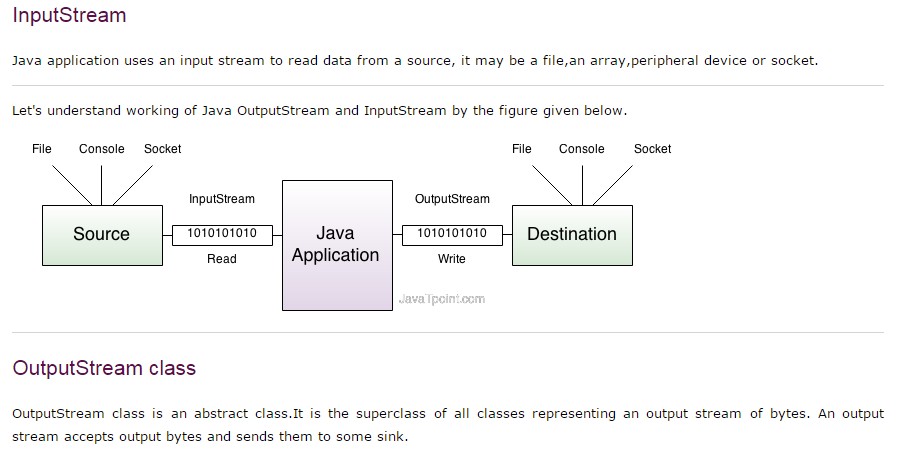 InputStream
Java application uses an input stream to read data from a source, it may be a file,an array,peripheral device or socket.
Let's understand working of Java OutputStream and InputStream by the figure given below.
File Console Socket File Console Socket
InputStream OutputStream
Source 1010101010 Java Application 1010101010 Destination
Read Write
JavaTpoint.com
OutputStream class
OutputStream class is an abstract class.It is the superclass of all classes representing an output stream of bytes. An output
stream accepts output bytes and sends them to some sink.